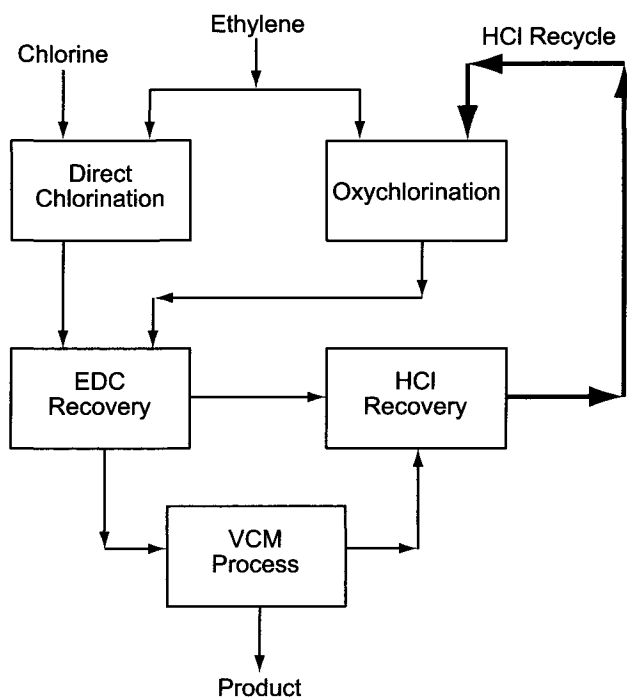 Ethylene
HCl Recycle
Chlorine
Direct
Chlorination
Oxychlorination
EDC
Recovery
HCl
Recovery
VCM
Process
Product